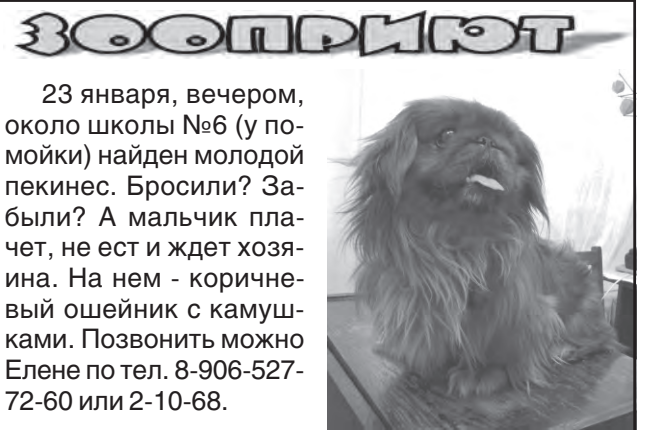 ЗООПРИЮТ
23 января, вечером,
около школы №6 (у по-
мойки) найден молодой
пекинес. Бросили? За-
были? А мальчик пла-
чет, не ест и ждет хозя-
ина. На нем - коричне-
вый ошейник с камуш-
ками. Позвонить можно
Елене по тел. 8-906-527-
72-60 или 2-10-68.